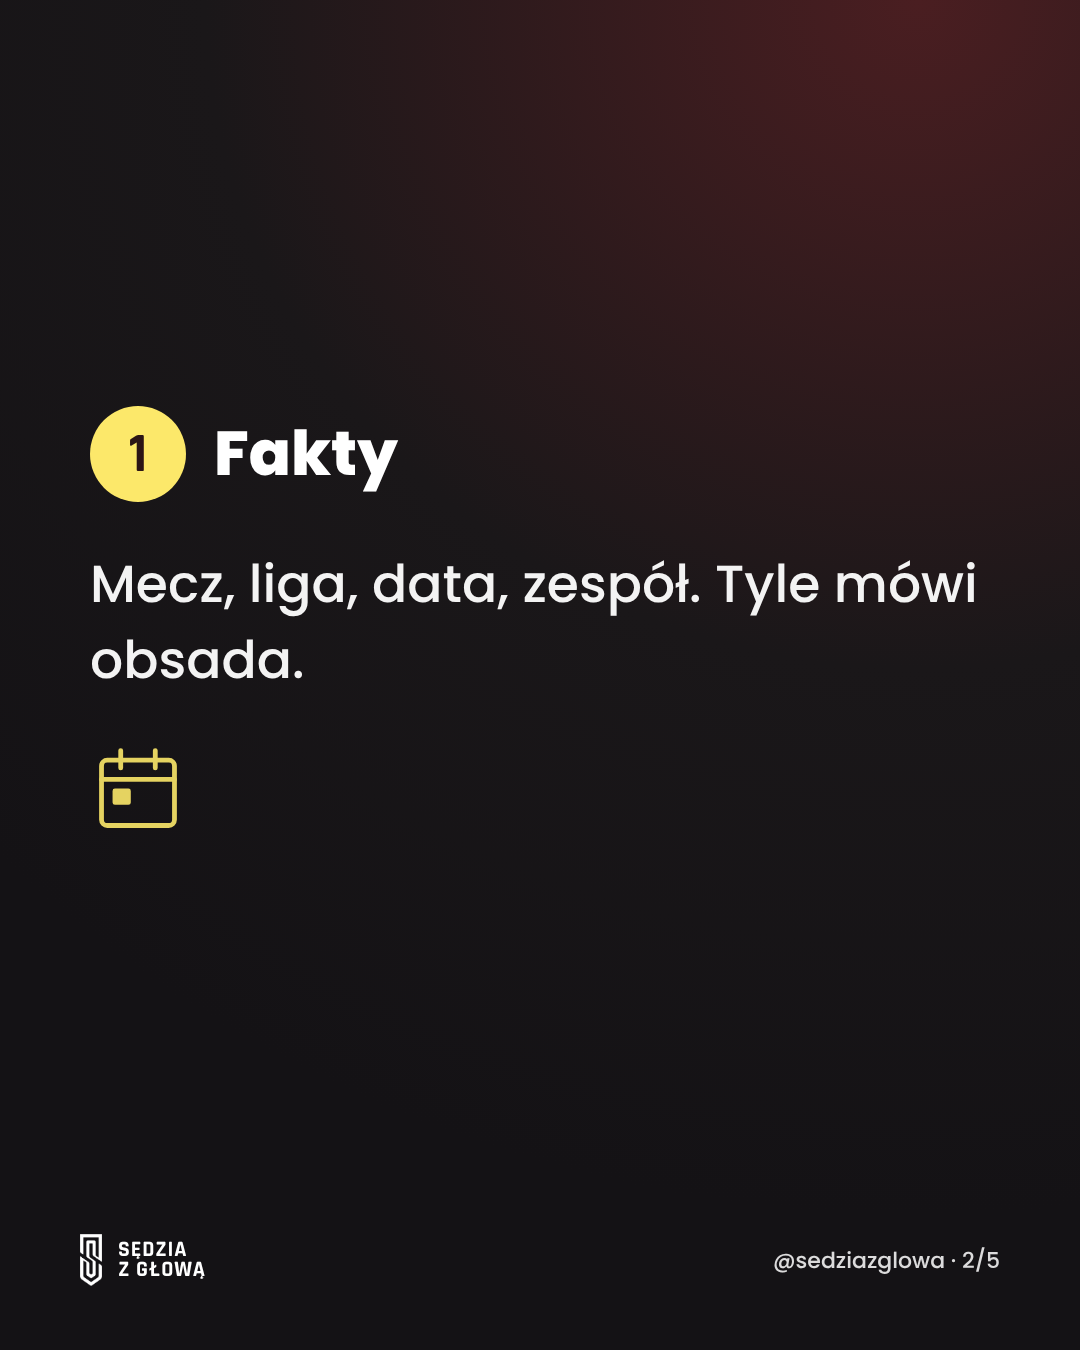 1 Fakty
Mecz, liga, data, zespół. Tyle mówi
obsada.
SĘDZIA
Z GŁOWĄ
@sedziazglowa · 2/5